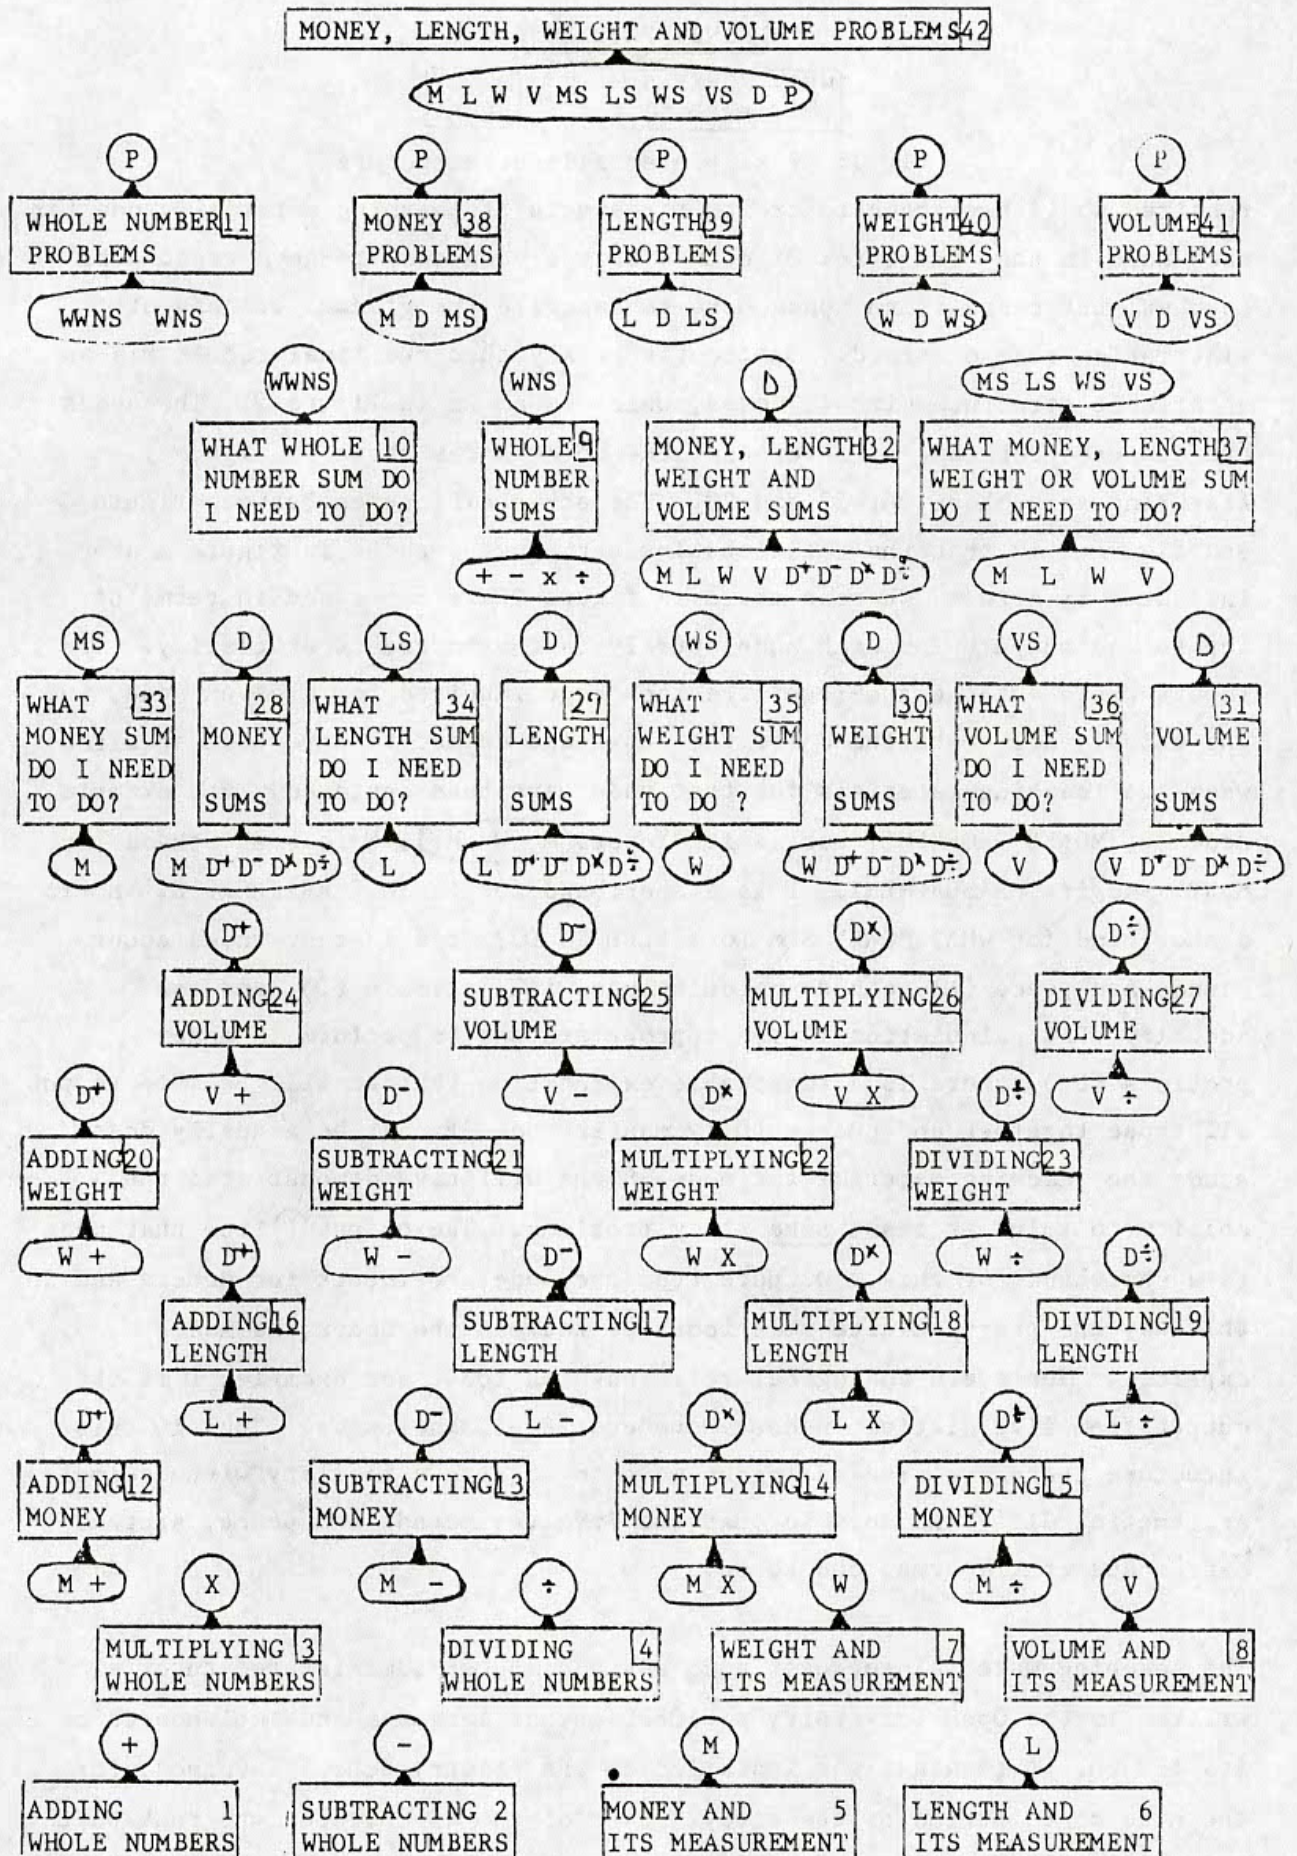 MONEY, LENGTH, WEIGHT AND VOLUME PROBLEMS 42
M L W V MS LS WS VS D P
P P P P P
WHOLE NUMBER 11
PROBLEMS
MONEY 38
PROBLEMS
LENGTH 39
PROBLEMS
WEIGHT 40
PROBLEMS
VOLUME 41
PROBLEMS
WWNS WNS
M D MS
L D LS
W D WS
V D VS
WWNS
WNS
D
MS LS WS VS
WHAT WHOLE 10
NUMBER SUM DO
I NEED TO DO?
WHOLE 9
NUMBER
SUMS
MONEY, LENGTH 32
WEIGHT AND
VOLUME SUMS
WHAT MONEY, LENGTH 37
WEIGHT OR VOLUME SUM
DO I NEED TO DO?
+ - x ÷
M L W V D+ D- Dx D÷
M L W V
MS D LS D WS D VS D
WHAT 33
MONEY SUM
DO I NEED
TO DO?
28
MONEY
SUMS
WHAT 34
LENGTH SUM
DO I NEED
TO DO?
29
LENGTH
SUMS
WHAT 35
WEIGHT SUM
DO I NEED
TO DO?
30
WEIGHT
SUMS
WHAT 36
VOLUME SUM
DO I NEED
TO DO?
31
VOLUME
SUMS
M
M D+ D- Dx D÷
L
L D+ D- Dx D÷
W
W D+ D- Dx D÷
V
V D+ D- Dx D÷
D+ D- Dx D÷
ADDING 24
VOLUME
SUBTRACTING 25
VOLUME
MULTIPLYING 26
VOLUME
DIVIDING 27
VOLUME
V + V - V X V ÷
D+ D- Dx D÷
ADDING 20
WEIGHT
SUBTRACTING 21
WEIGHT
MULTIPLYING 22
WEIGHT
DIVIDING 23
WEIGHT
W + W - W X W ÷
D+ D- Dx D÷
ADDING 16
LENGTH
SUBTRACTING 17
LENGTH
MULTIPLYING 18
LENGTH
DIVIDING 19
LENGTH
L + L - L X L ÷
D+ D- Dx D÷
ADDING 12
MONEY
SUBTRACTING 13
MONEY
MULTIPLYING 14
MONEY
DIVIDING 15
MONEY
M + M - M X M ÷
X ÷ W V
MULTIPLYING 3
WHOLE NUMBERS
DIVIDING 4
WHOLE NUMBERS
WEIGHT AND 7
ITS MEASUREMENT
VOLUME AND 8
ITS MEASUREMENT
+ - M L
ADDING 1
WHOLE NUMBERS
SUBTRACTING 2
WHOLE NUMBERS
MONEY AND 5
ITS MEASUREMENT
LENGTH AND 6
ITS MEASUREMENT